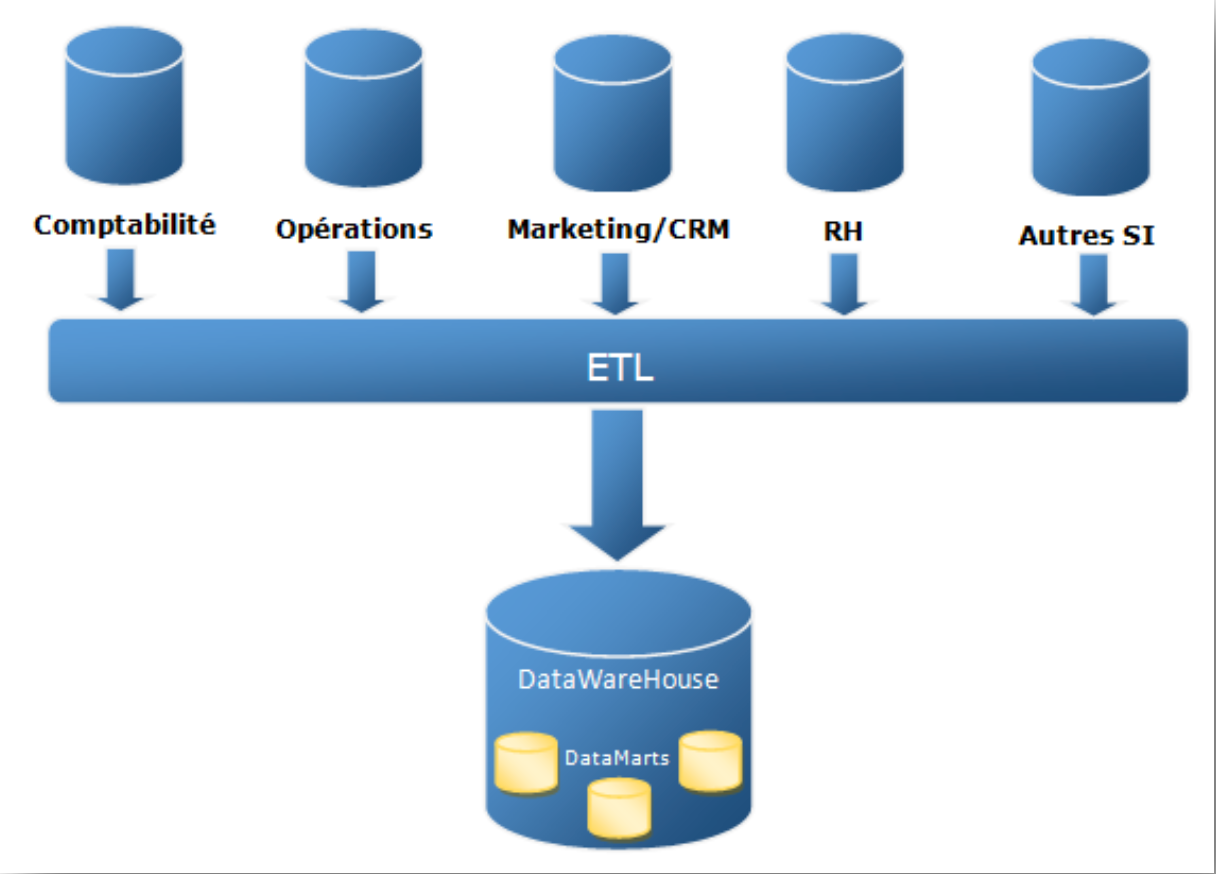 Comptabilité
Opérations
Marketing/CRM
RH
Autres SI
ETL
DataWareHouse
DataMarts